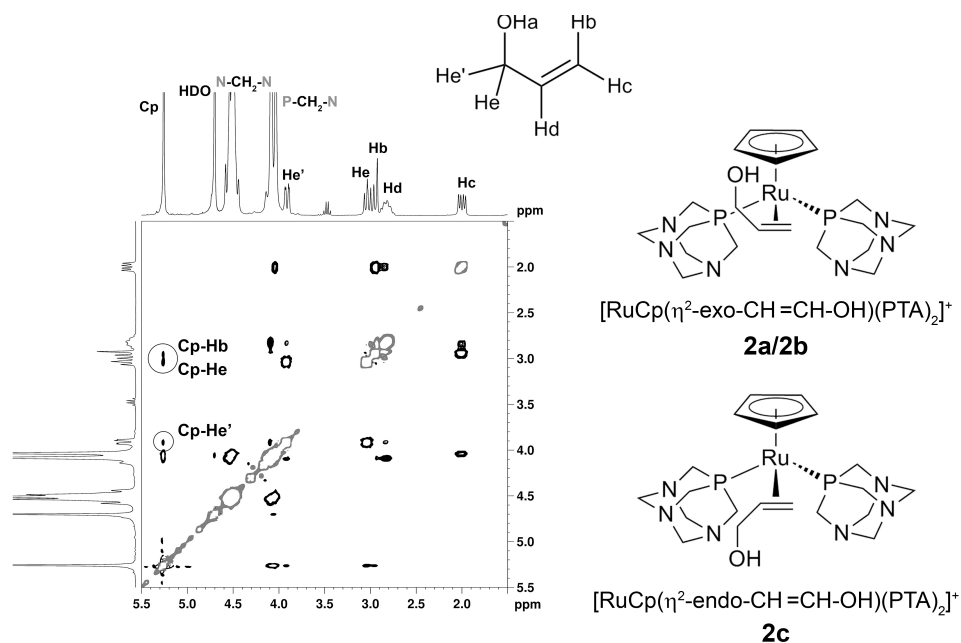 OHa
Hb
He'
He
Hc
Hd
Cp
HDO
N-CH2-N
P-CH2-N
He'
He
Hb
Hd
Hc
ppm
2.0
2.5
3.0
3.5
4.0
4.5
5.0
5.5
Cp-Hb
Cp-He
Cp-He'
5.5 5.0 4.5 4.0 3.5 3.0 2.5 2.0 ppm
OH
Ru
P
P
N
N
N
N
N
N
[RuCp(η2-exo-CH=CH-OH)(PTA)2]+
2a/2b
Ru
P
P
N
N
N
N
N
N
OH
[RuCp(η2-endo-CH=CH-OH)(PTA)2]+
2c